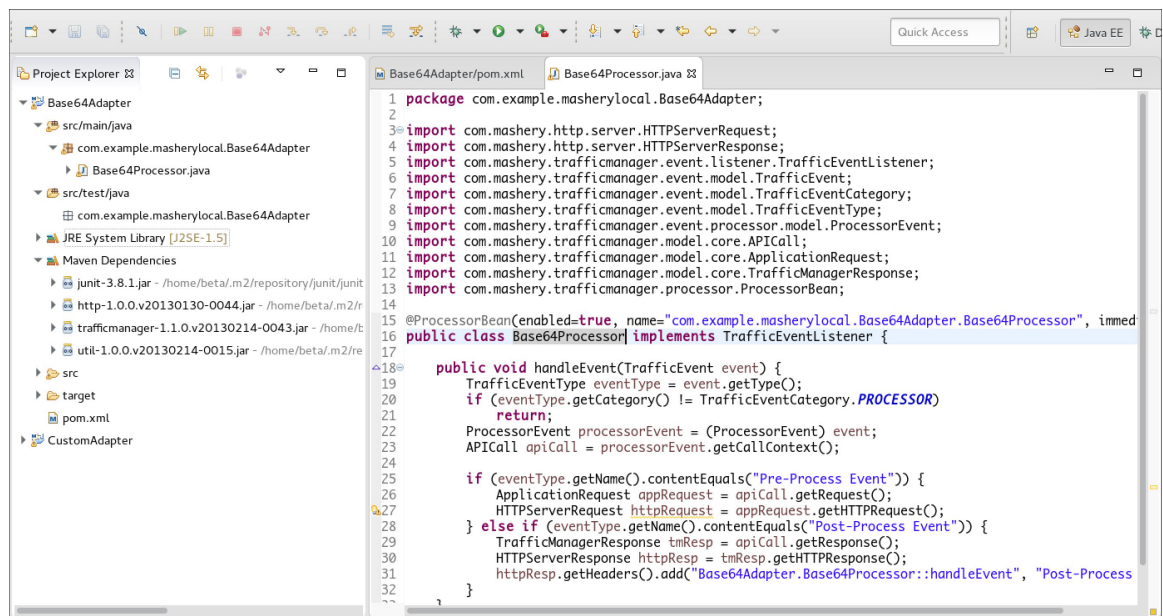 Quick Access
Java EE
D
Project Explorer
Base64Adapter
src/main/java
com.example.masherylocal.Base64Adapter
Base64Processor.java
src/test/java
com.example.masherylocal.Base64Adapter
JRE System Library [J2SE-1.5]
Maven Dependencies
junit-3.8.1.jar - /home/beta/.m2/repository/junit/junit
http-1.0.0.v20130130-0044.jar - /home/beta/.m2/r
trafficmanager-1.1.0.v20130214-0043.jar - /home/b
util-1.0.0.v20130214-0015.jar - /home/beta/.m2/re
src
target
pom.xml
CustomAdapter
Base64Adapter/pom.xml
Base64Processor.java
1 package com.example.masherylocal.Base64Adapter;
2
3 import com.mashery.http.server.HTTPServerRequest;
4 import com.mashery.http.server.HTTPServerResponse;
5 import com.mashery.trafficmanager.event.listener.TrafficEventListener;
6 import com.mashery.trafficmanager.event.model.TrafficEvent;
7 import com.mashery.trafficmanager.event.model.TrafficEventCategory;
8 import com.mashery.trafficmanager.event.model.TrafficEventType;
9 import com.mashery.trafficmanager.event.processor.model.ProcessorEvent;
10 import com.mashery.trafficmanager.model.core.APICall;
11 import com.mashery.trafficmanager.model.core.ApplicationRequest;
12 import com.mashery.trafficmanager.model.core.TrafficManagerResponse;
13 import com.mashery.trafficmanager.processor.ProcessorBean;
14
15 @ProcessorBean(enabled=true, name="com.example.masherylocal.Base64Adapter.Base64Processor", immed
16 public class Base64Processor implements TrafficEventListener {
17
18 public void handleEvent(TrafficEvent event) {
19 TrafficEventType eventType = event.getType();
20 if (eventType.getCategory() != TrafficEventCategory.PROCESSOR)
21 return;
22 ProcessorEvent processorEvent = (ProcessorEvent) event;
23 APICall apiCall = processorEvent.getCallContext();
24
25 if (eventType.getName().contentEquals("Pre-Process Event")) {
26 ApplicationRequest appRequest = apiCall.getRequest();
27 HTTPServerRequest httpRequest = appRequest.getHTTPRequest();
28 } else if (eventType.getName().contentEquals("Post-Process Event")) {
29 TrafficManagerResponse tmResp = apiCall.getResponse();
30 HTTPServerResponse httpResp = tmResp.getHTTPResponse();
31 httpResp.getHeaders().add("Base64Adapter.Base64Processor::handleEvent", "Post-Process
32 }